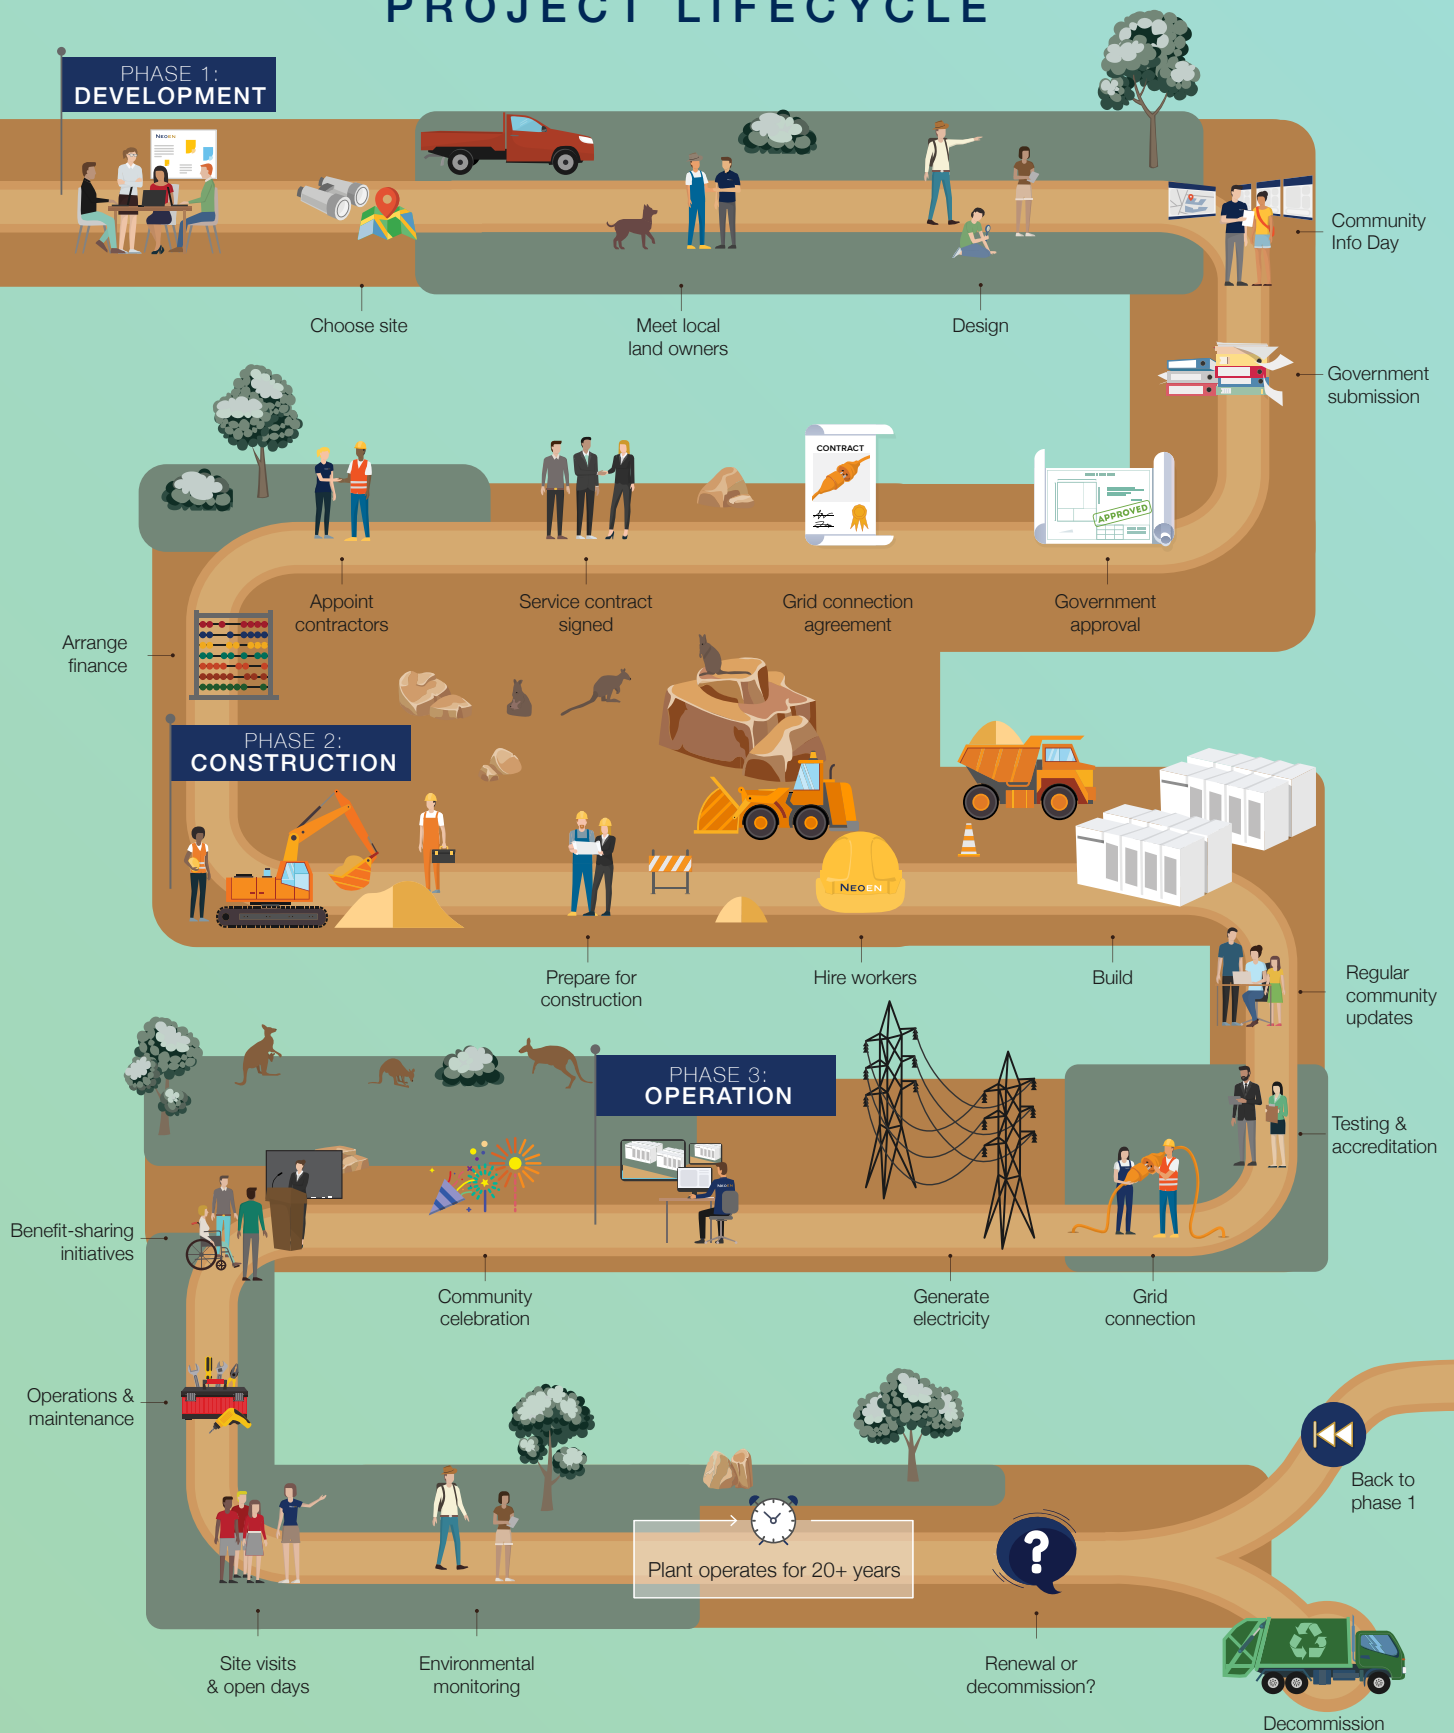 PROJECT LIFECYCLE
PHASE 1:
DEVELOPMENT
NEOEN
Choose site
Meet local
land owners
Design
Community
Info Day
Government
submission
CONTRACT
APPROVED
Government
approval
Grid connection
agreement
Service contract
signed
Appoint
contractors
Arrange
finance
PHASE 2:
CONSTRUCTION
NEOEN
Prepare for
construction
Hire workers
Build
Regular
community
updates
Testing &
accreditation
Grid
connection
Generate
electricity
PHASE 3:
OPERATION
Community
celebration
Benefit-sharing
initiatives
Operations &
maintenance
Site visits
& open days
Environmental
monitoring
Plant operates for 20+ years
?
Renewal or
decommission?
Back to
phase 1
Decommission